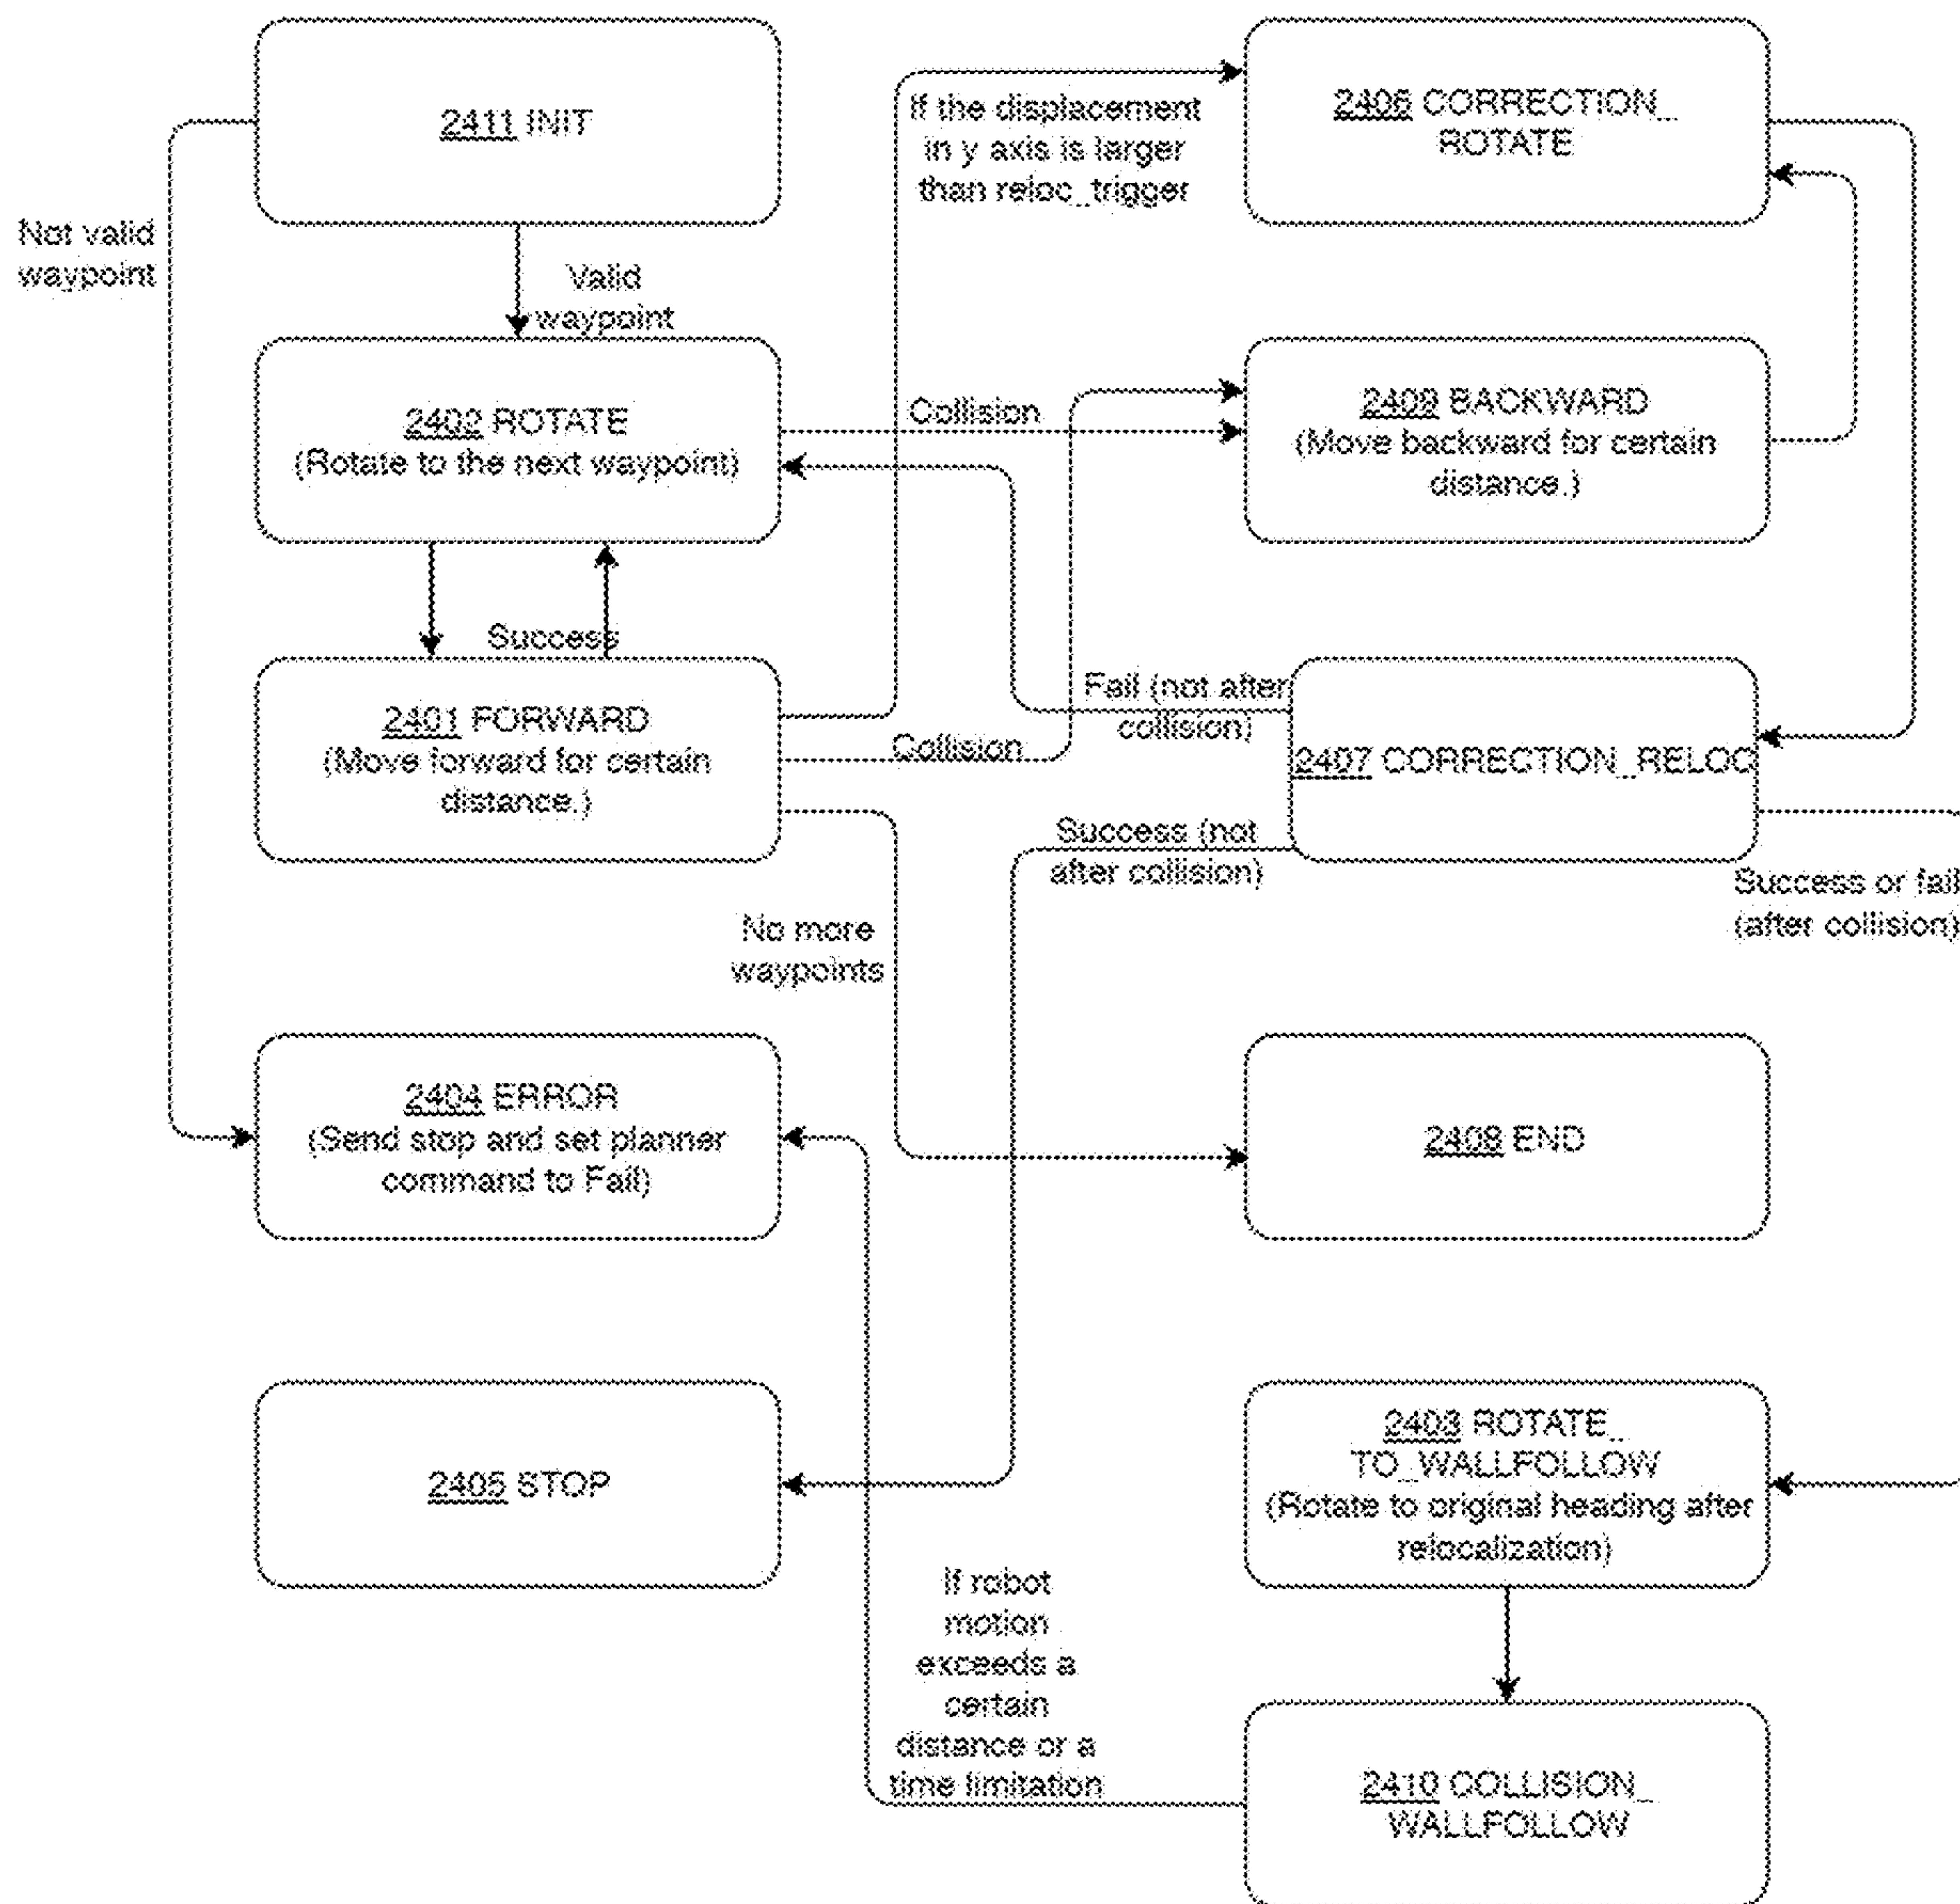 2411 INIT
Not valid
waypoint
Valid
waypoint
If the displacement
in y axis is larger
than reloc_trigger
2406 CORRECTION_
ROTATE
2402 ROTATE
(Rotate to the next waypoint)
Collision
2409 BACKWARD
(Move backward for certain
distance.)
Success
2401 FORWARD
(Move forward for certain
distance.)
Collision
Fail (not after
collision)
2407 CORRECTION_RELOC
Success (not
after collision)
Success or fail
(after collision)
No more
waypoints
2404 ERROR
(Send stop and set planner
command to Fail)
2408 END
2405 STOP
2403 ROTATE_
TO_WALLFOLLOW
(Rotate to original heading after
relocalization)
If robot
motion
exceeds a
certain
distance or a
time limitation
2410 COLLISION_
WALLFOLLOW